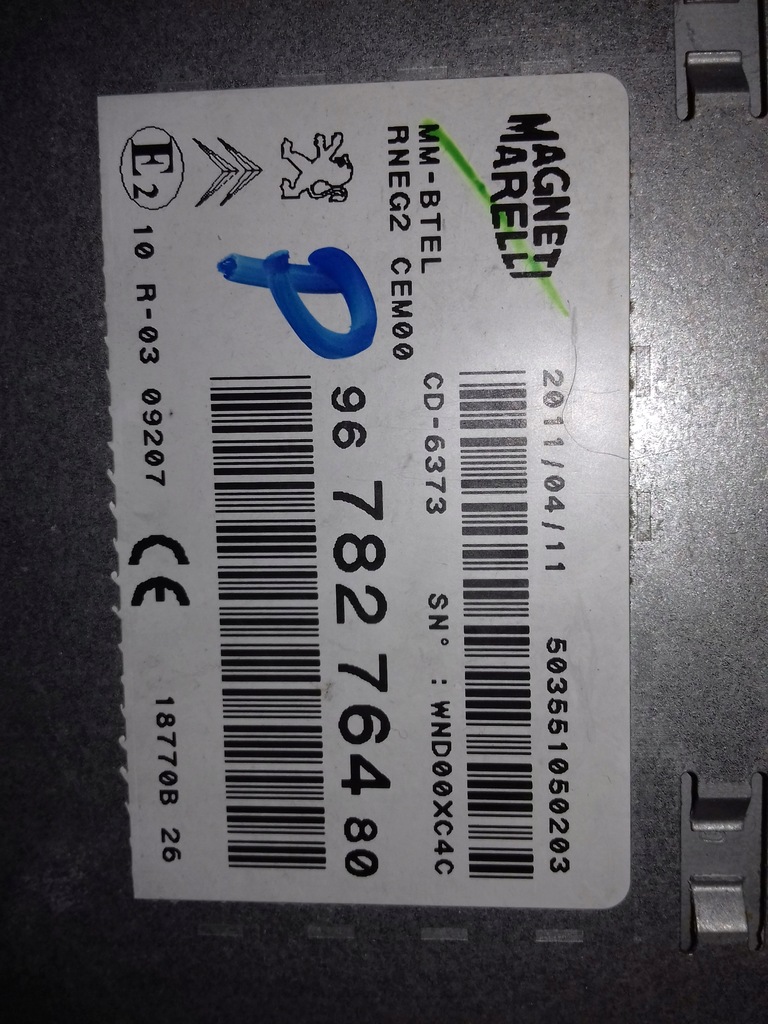 MAGNETI
MARELLI
2011/04/11 503551050203
MM-BTEL
RNEG2 CEM00
CD-6373 SN° : WND00XC4C
96 782 764 80
E2
10 R-03 09207 CE 18770B 26